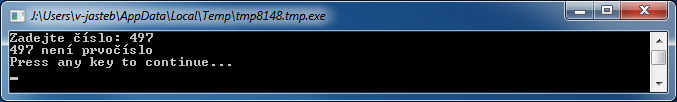 J:\Users\v-jasteb\AppData\Local\Temp\tmp8148.tmp.exe
Zadejte číslo: 497
497 není prvočíslo
Press any key to continue...